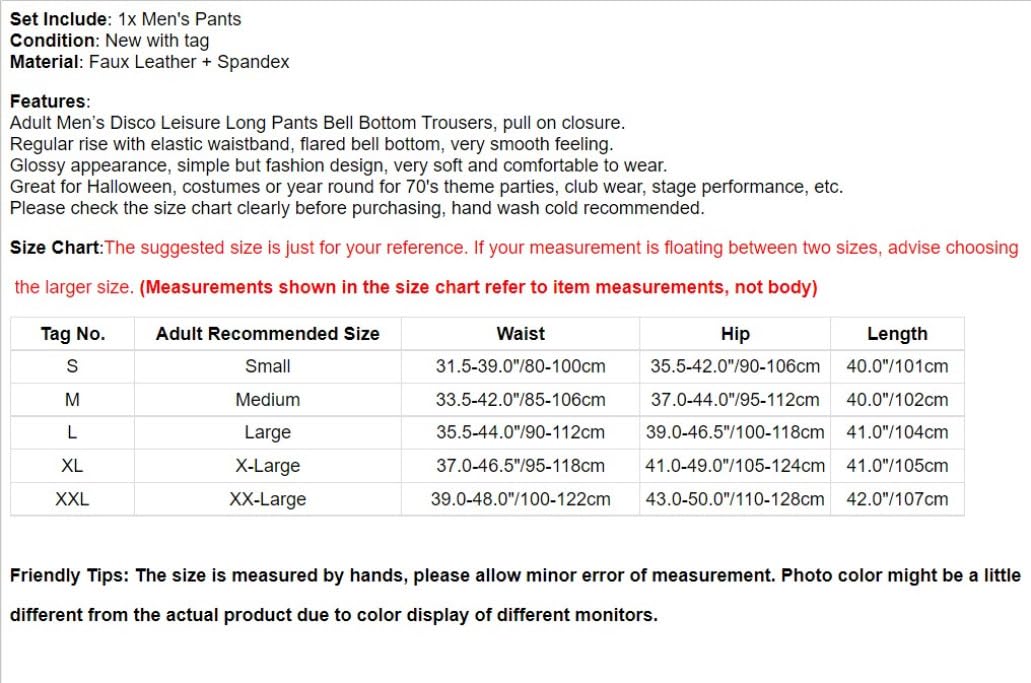 Set Include: 1x Men's Pants
Condition: New with tag
Material: Faux Leather + Spandex
Features:
Adult Men’s Disco Leisure Long Pants Bell Bottom Trousers, pull on closure.
Regular rise with elastic waistband, flared bell bottom, very smooth feeling.
Glossy appearance, simple but fashion design, very soft and comfortable to wear.
Great for Halloween, costumes or year round for 70's theme parties, club wear, stage performance, etc.
Please check the size chart clearly before purchasing, hand wash cold recommended.
Size Chart:The suggested size is just for your reference. If your measurement is floating between two sizes, advise choosing
the larger size. (Measurements shown in the size chart refer to item measurements, not body)
Tag No. Adult Recommended Size Waist Hip Length
S Small 31.5-39.0"/80-100cm 35.5-42.0"/90-106cm 40.0"/101cm
M Medium 33.5-42.0"/85-106cm 37.0-44.0"/95-112cm 40.0"/102cm
L Large 35.5-44.0"/90-112cm 39.0-46.5"/100-118cm 41.0"/104cm
XL X-Large 37.0-46.5"/95-118cm 41.0-49.0"/105-124cm 41.0"/105cm
XXL XX-Large 39.0-48.0"/100-122cm 43.0-50.0"/110-128cm 42.0"/107cm
Friendly Tips: The size is measured by hands, please allow minor error of measurement. Photo color might be a little
different from the actual product due to color display of different monitors.